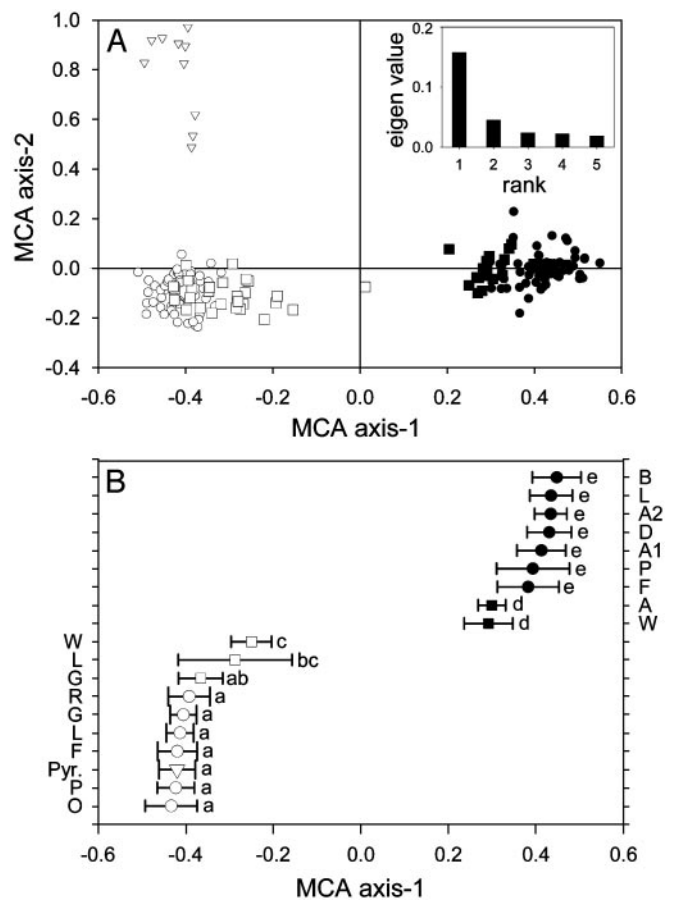 A
1.0
0.8
0.6
0.4
0.2
0.0
-0.2
-0.4
MCA axis-2
-0.6 -0.4 -0.2 0.0 0.2 0.4 0.6
MCA axis-1
0.2
0.1
0.0
eigen value
1 2 3 4 5
rank
B
e B
e L
e A2
e D
e A1
e P
e F
d A
d W
W c
L bc
G ab
R a
G a
L a
F a
Pyr. a
P a
O a
-0.6 -0.4 -0.2 0.0 0.2 0.4 0.6
MCA axis-1